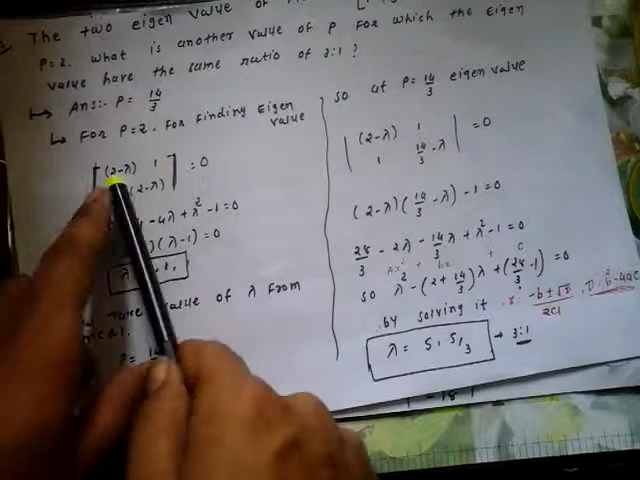 The two eigen value of
P=2. what is another value of P for which the eigen
value have the same ratio of 3:1 ?
Ans:- P = 14/3
For P=2. for finding Eigen
value
(2-λ) 1
(2-λ) = 0
- 4λ + λ² - 1 = 0
) (λ-1) = 0
λ
value of λ from
P =
so at P = 14/3 eigen value
| (2-λ) 1 |
| 1 14/3 - λ | = 0
(2-λ) (14/3 - λ) - 1 = 0
28/3 - 2λ - 14/3 λ + λ² - 1 = 0
so λ² - (2 + 14/3) λ + (28/3 - 1) = 0
by solving it x: -b ± √D / 2a . D = b² - 4ac
λ = 5, 5/3 → 3:1